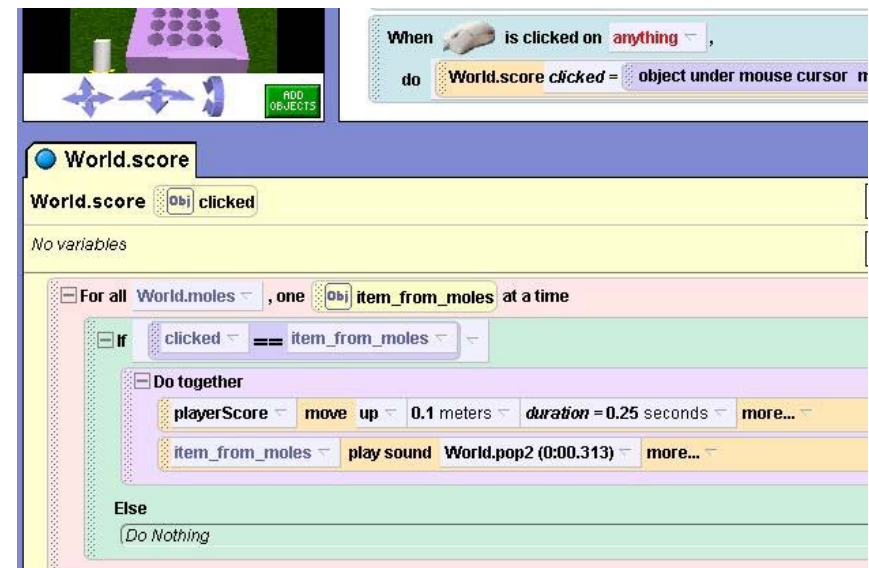 When is clicked on anything ,
do World.score clicked = object under mouse cursor
ADD
OBJECTS
World.score
World.score Obj clicked
No variables
For all World.moles , one Obj item_from_moles at a time
If clicked == item_from_moles
Do together
playerScore move up 0.1 meters duration = 0.25 seconds more...
item_from_moles play sound World.pop2 (0:00.313) more...
Else
Do Nothing